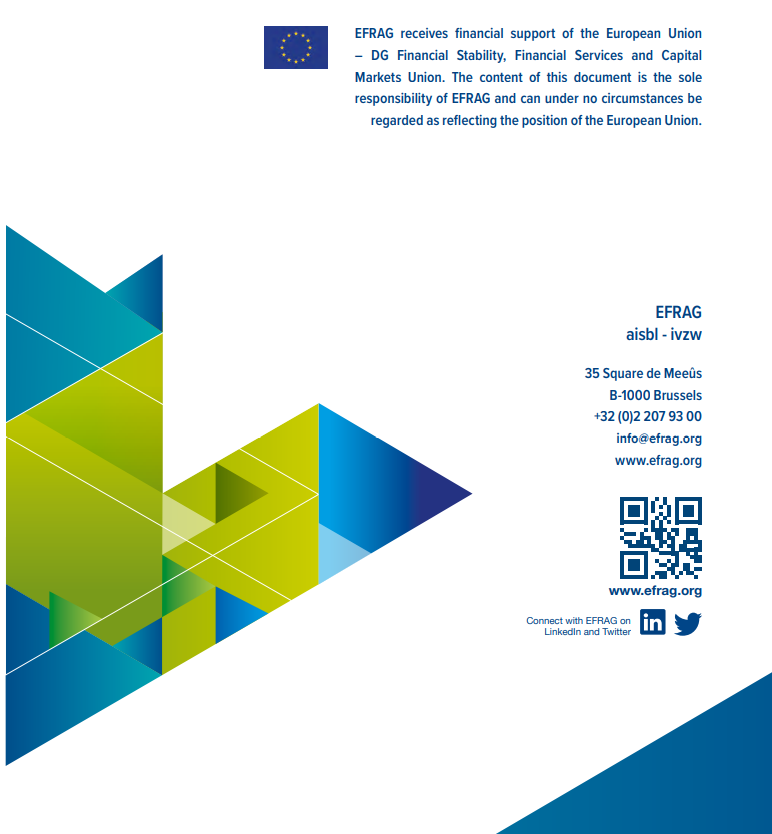 EFRAG receives financial support of the European Union
– DG Financial Stability, Financial Services and Capital
Markets Union. The content of this document is the sole
responsibility of EFRAG and can under no circumstances be
regarded as reflecting the position of the European Union.
EFRAG
aisbl - ivzw
35 Square de Meeûs
B-1000 Brussels
+32 (0)2 207 93 00
info@efrag.org
www.efrag.org
www.efrag.org
Connect with EFRAG on
LinkedIn and Twitter
in